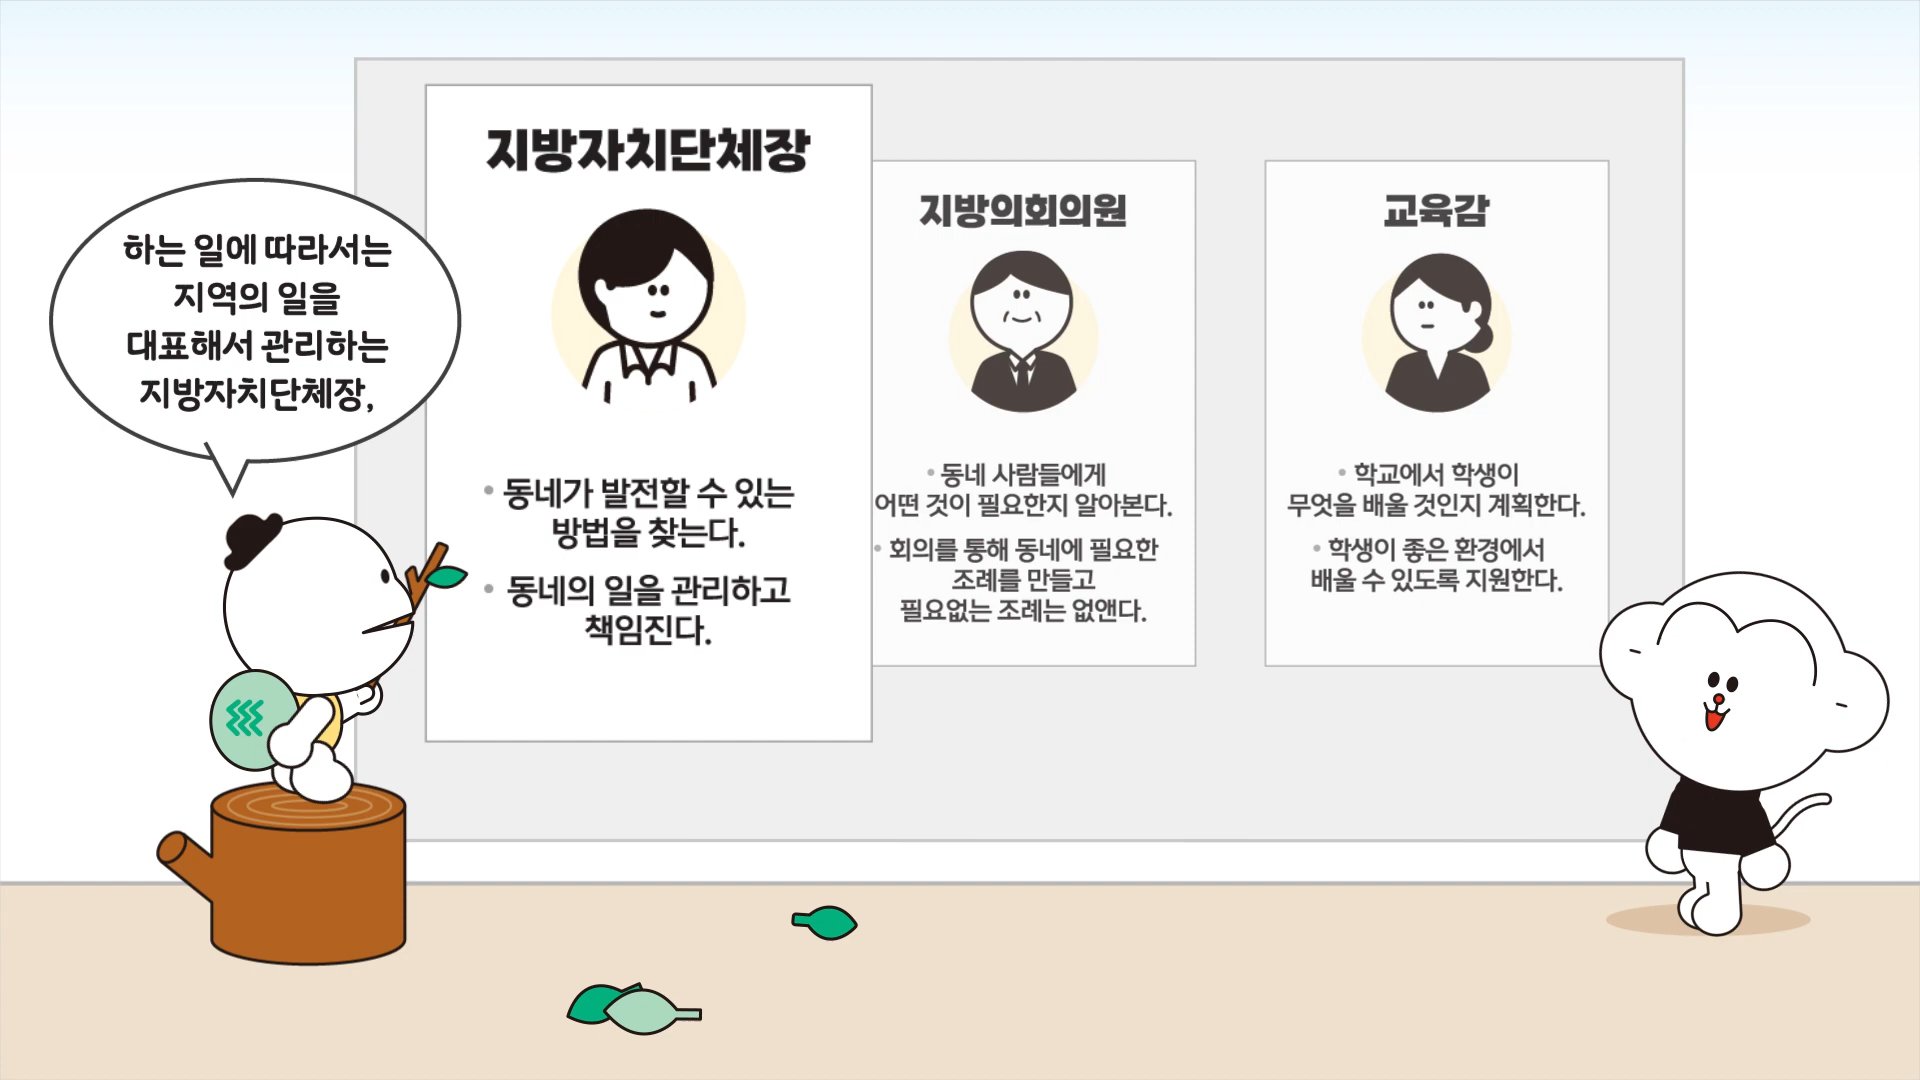 하는 일에 따라서는
지역의 일을
대표해서 관리하는
지방자치단체장,
지방자치단체장
• 동네가 발전할 수 있는
방법을 찾는다.
• 동네의 일을 관리하고
책임진다.
지방의회의원
• 동네 사람들에게
어떤 것이 필요한지 알아본다.
• 회의를 통해 동네에 필요한
조례를 만들고
필요없는 조례는 없앤다.
교육감
• 학교에서 학생이
무엇을 배울 것인지 계획한다.
• 학생이 좋은 환경에서
배울 수 있도록 지원한다.